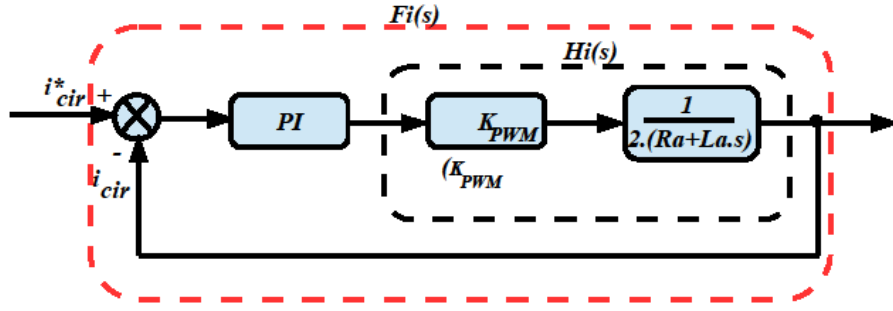 Fi(s)
Hi(s)
i*cir +
PI
KPWM
1
2.(Ra+La.s)
-
icir
(KPWM